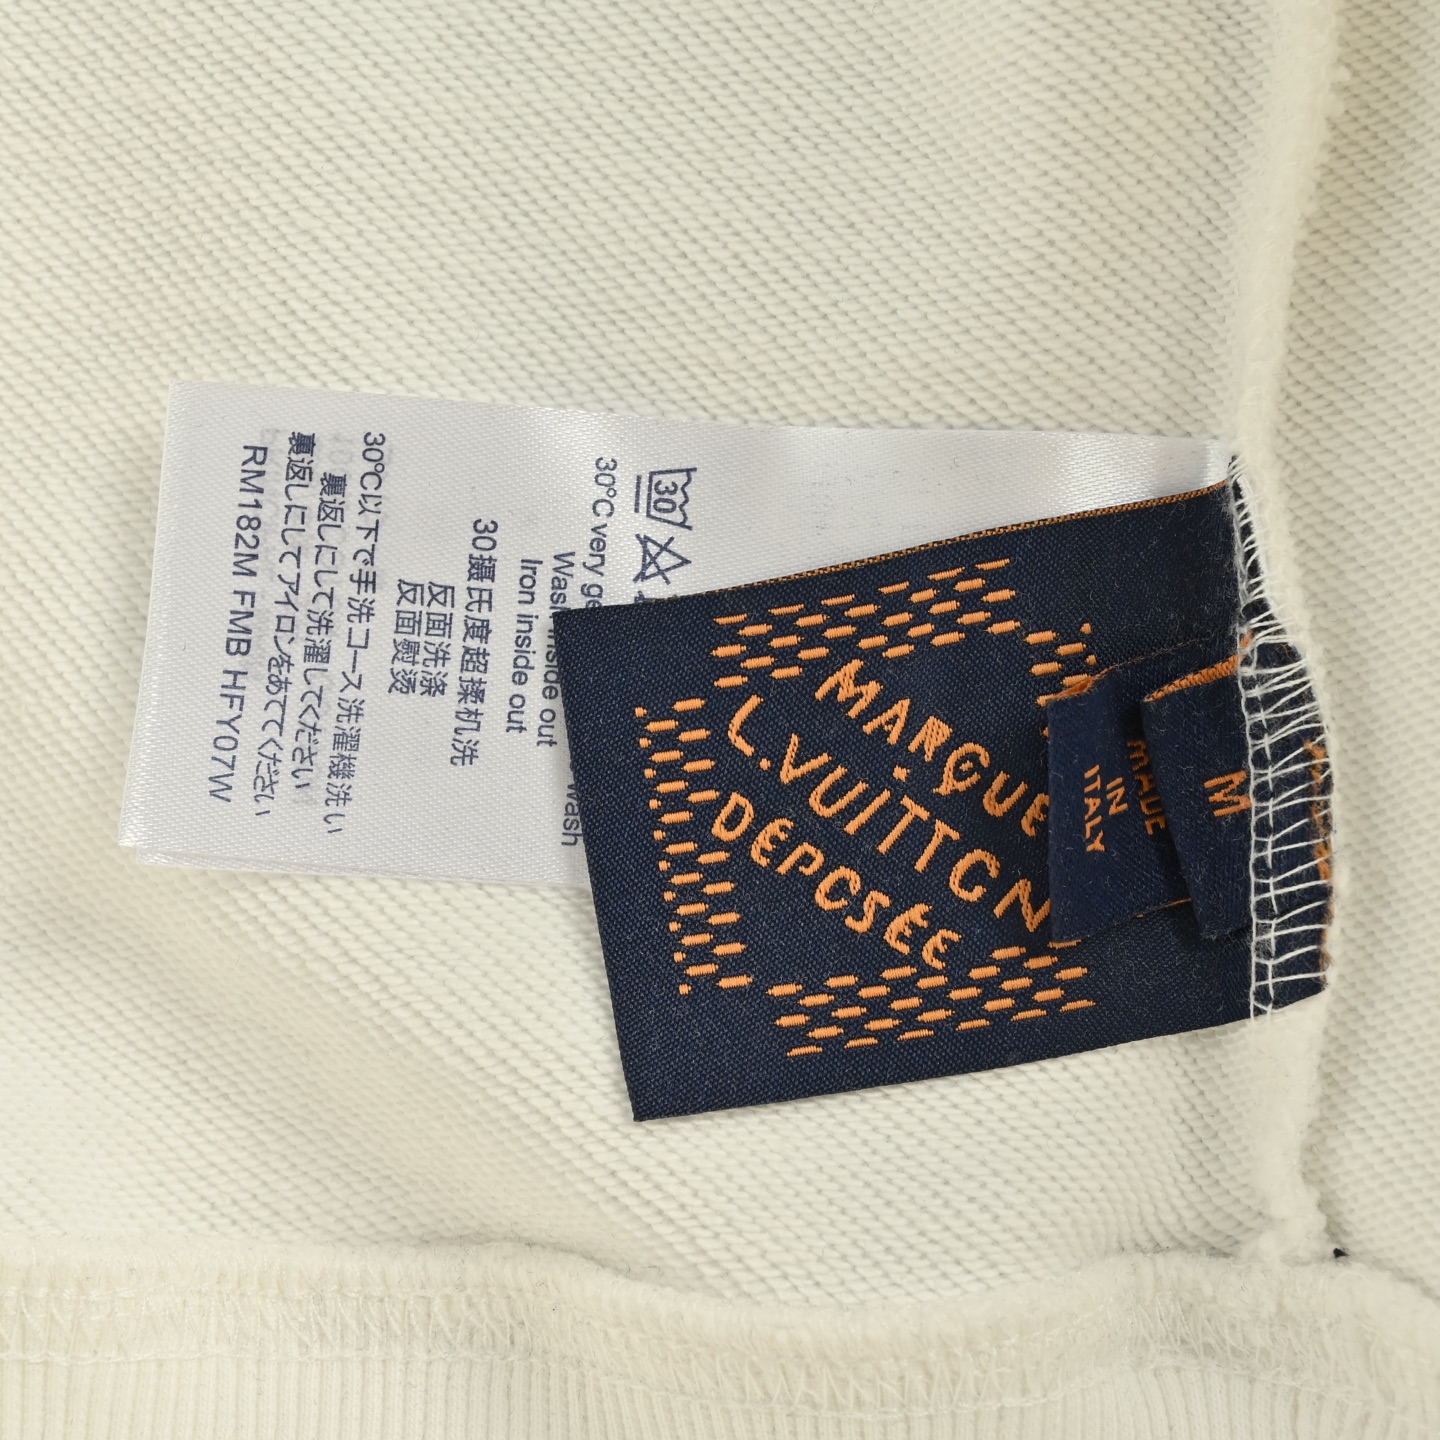 30
30°C very ge
Wash inside out
Iron inside out
Wash
30摄氏度超揉机洗
反面洗涤
反面熨烫
30℃以下で手洗コース洗濯機洗い
裏返しにして洗濯してください
裏返しにしてアイロンをあててください
RM182M FMB HFY07W
MARQUE
L.VUITTON
DEPOSÉE
MADE
IN
ITALY
M